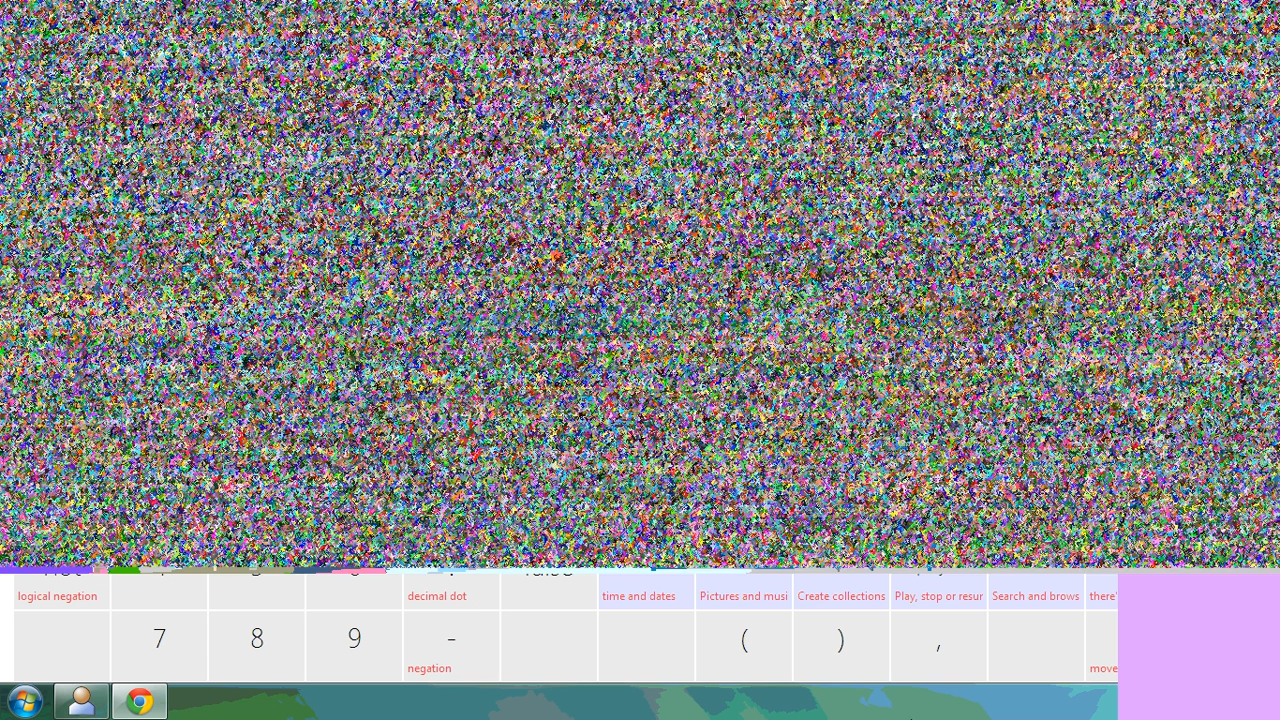 logical negation decimal dot time and dates Pictures and musi Create collections Play, stop or resur Search and brows there'
7 8 9 - ( ) ,
negation move